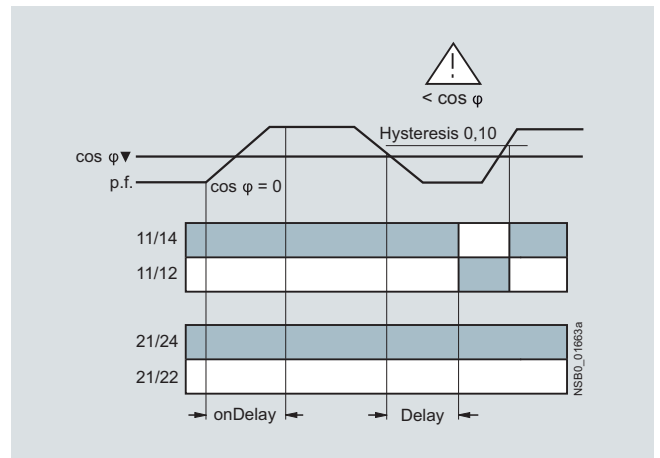 !
< cos φ
Hysteresis 0,10
cos φ▼
p.f.
cos φ = 0
11/14
11/12
21/24
21/22
NSB0_01663a
onDelay
Delay